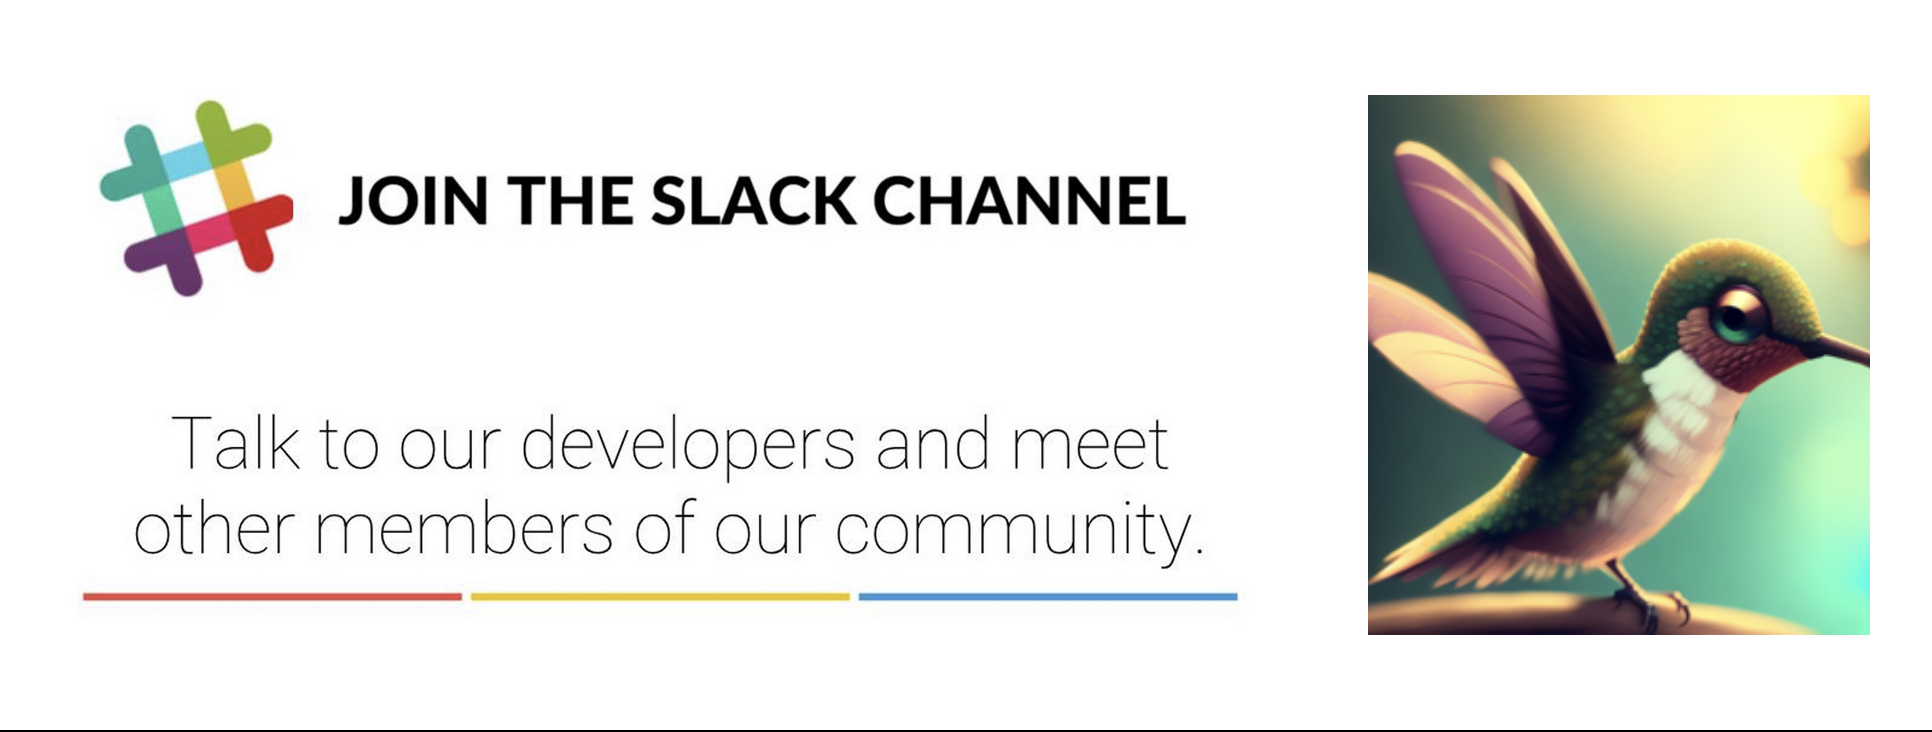 JOIN THE SLACK CHANNEL
Talk to our developers and meet
other members of our community.